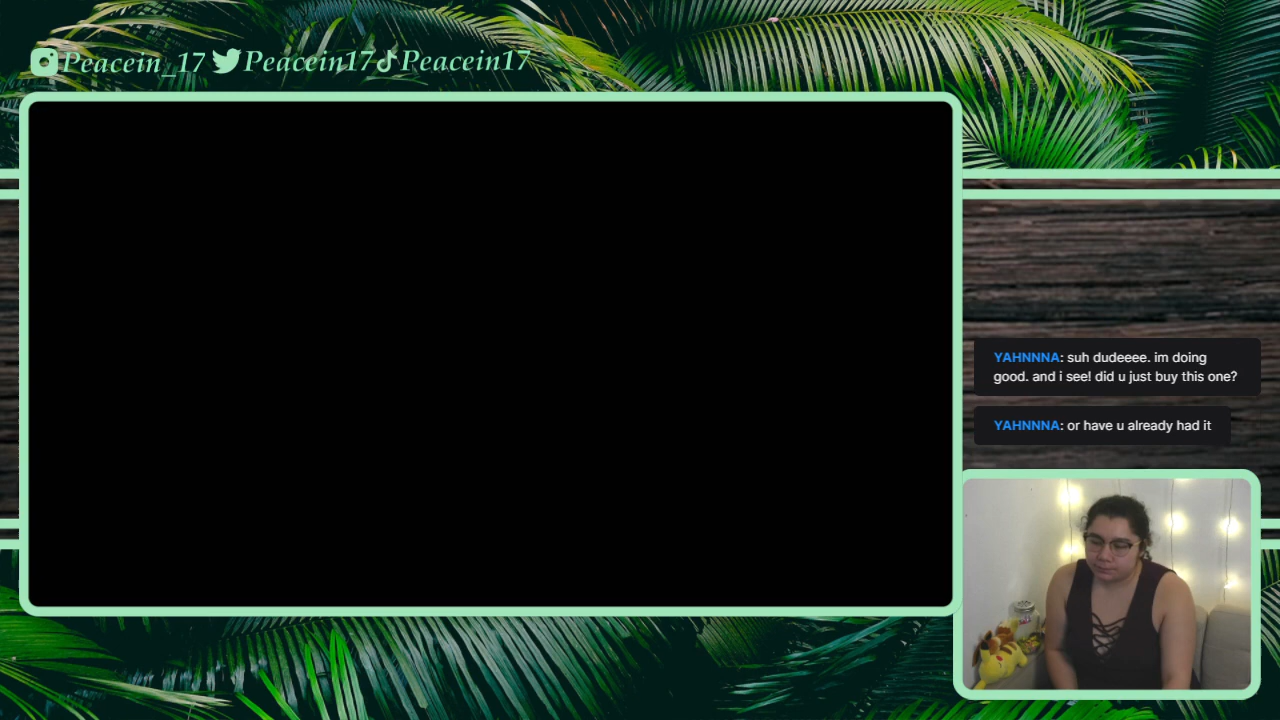 Peacein_17 Peacein17 Peacein17
YAHNNNA: suh dudeeee. im doing
good. and i see! did u just buy this one?
YAHNNNA: or have u already had it